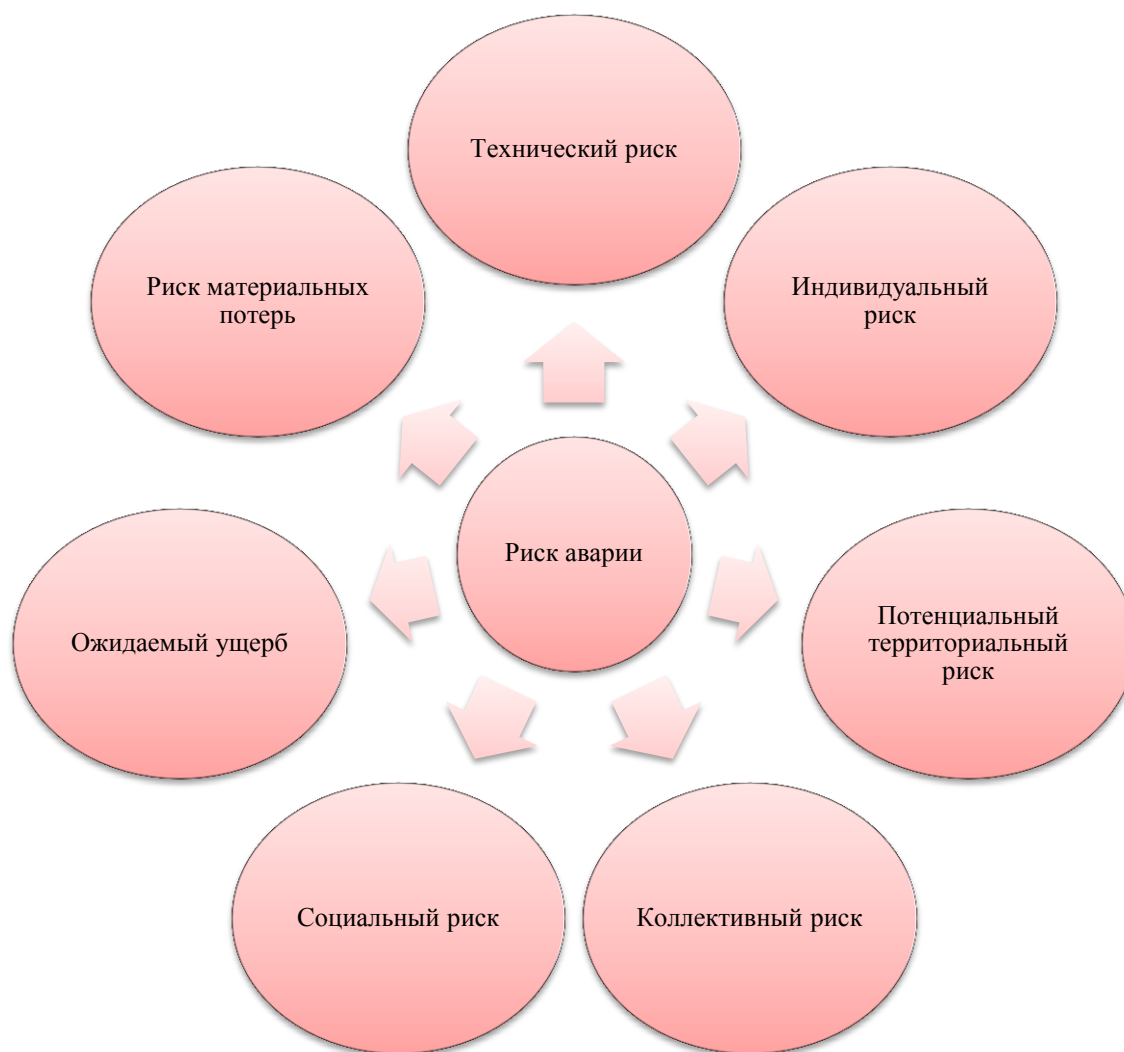 Технический риск
Риск материальных
потерь
Индивидуальный
риск
Риск аварии
Ожидаемый ущерб
Потенциальный
территориальный
риск
Социальный риск
Коллективный риск